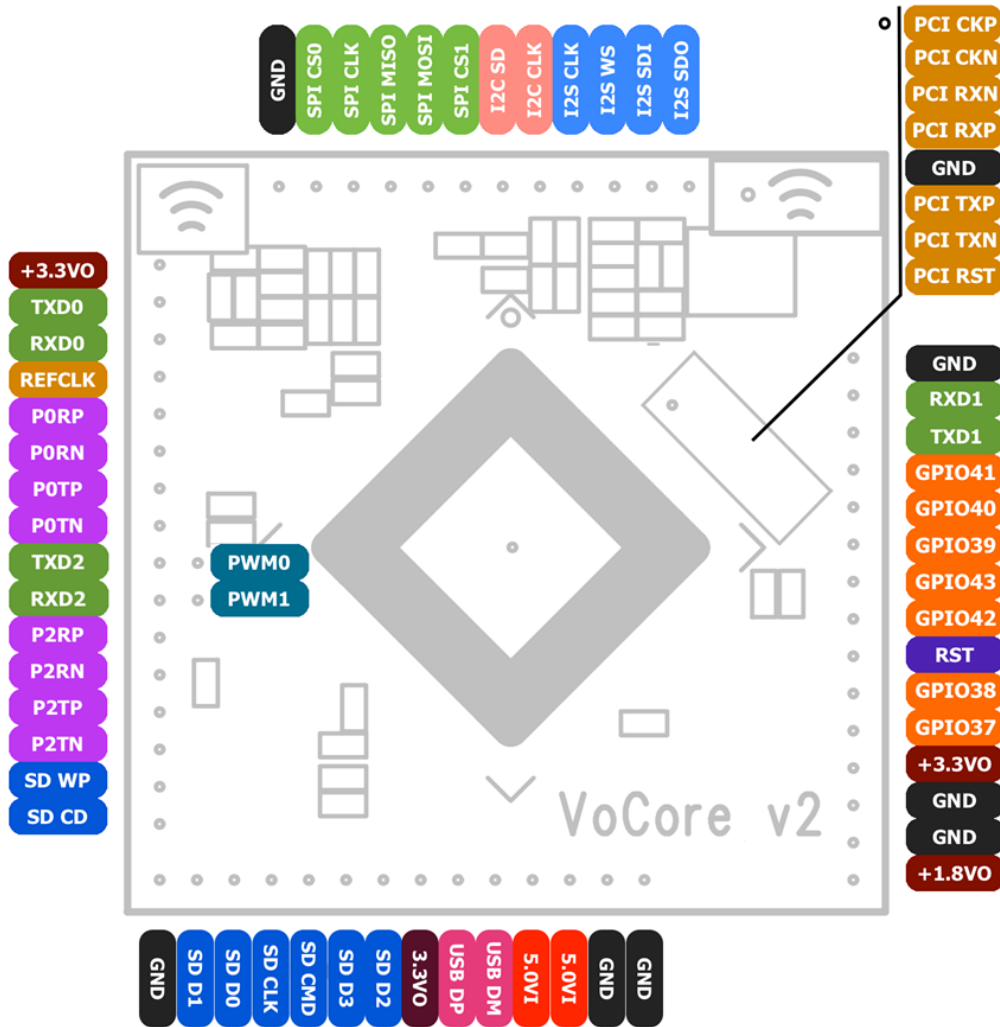 GND
SPI CS0
SPI CLK
SPI MISO
SPI MOSI
SPI CS1
I2C SD
I2C CLK
I2S CLK
I2S WS
I2S SDI
I2S SDO
PCI CKP
PCI CKN
PCI RXN
PCI RXP
GND
PCI TXP
PCI TXN
PCI RST
+3.3VO
TXD0
RXD0
REFCLK
P0RP
P0RN
P0TP
P0TN
TXD2
RXD2
P2RP
P2RN
P2TP
P2TN
SD WP
SD CD
PWM0
PWM1
GND
RXD1
TXD1
GPIO41
GPIO40
GPIO39
GPIO43
GPIO42
RST
GPIO38
GPIO37
+3.3VO
GND
GND
+1.8VO
VoCore v2
GND
SD D1
SD D0
SD CLK
SD CMD
SD D3
SD D2
3.3VO
USB DP
USB DM
5.0VI
5.0VI
GND
GND